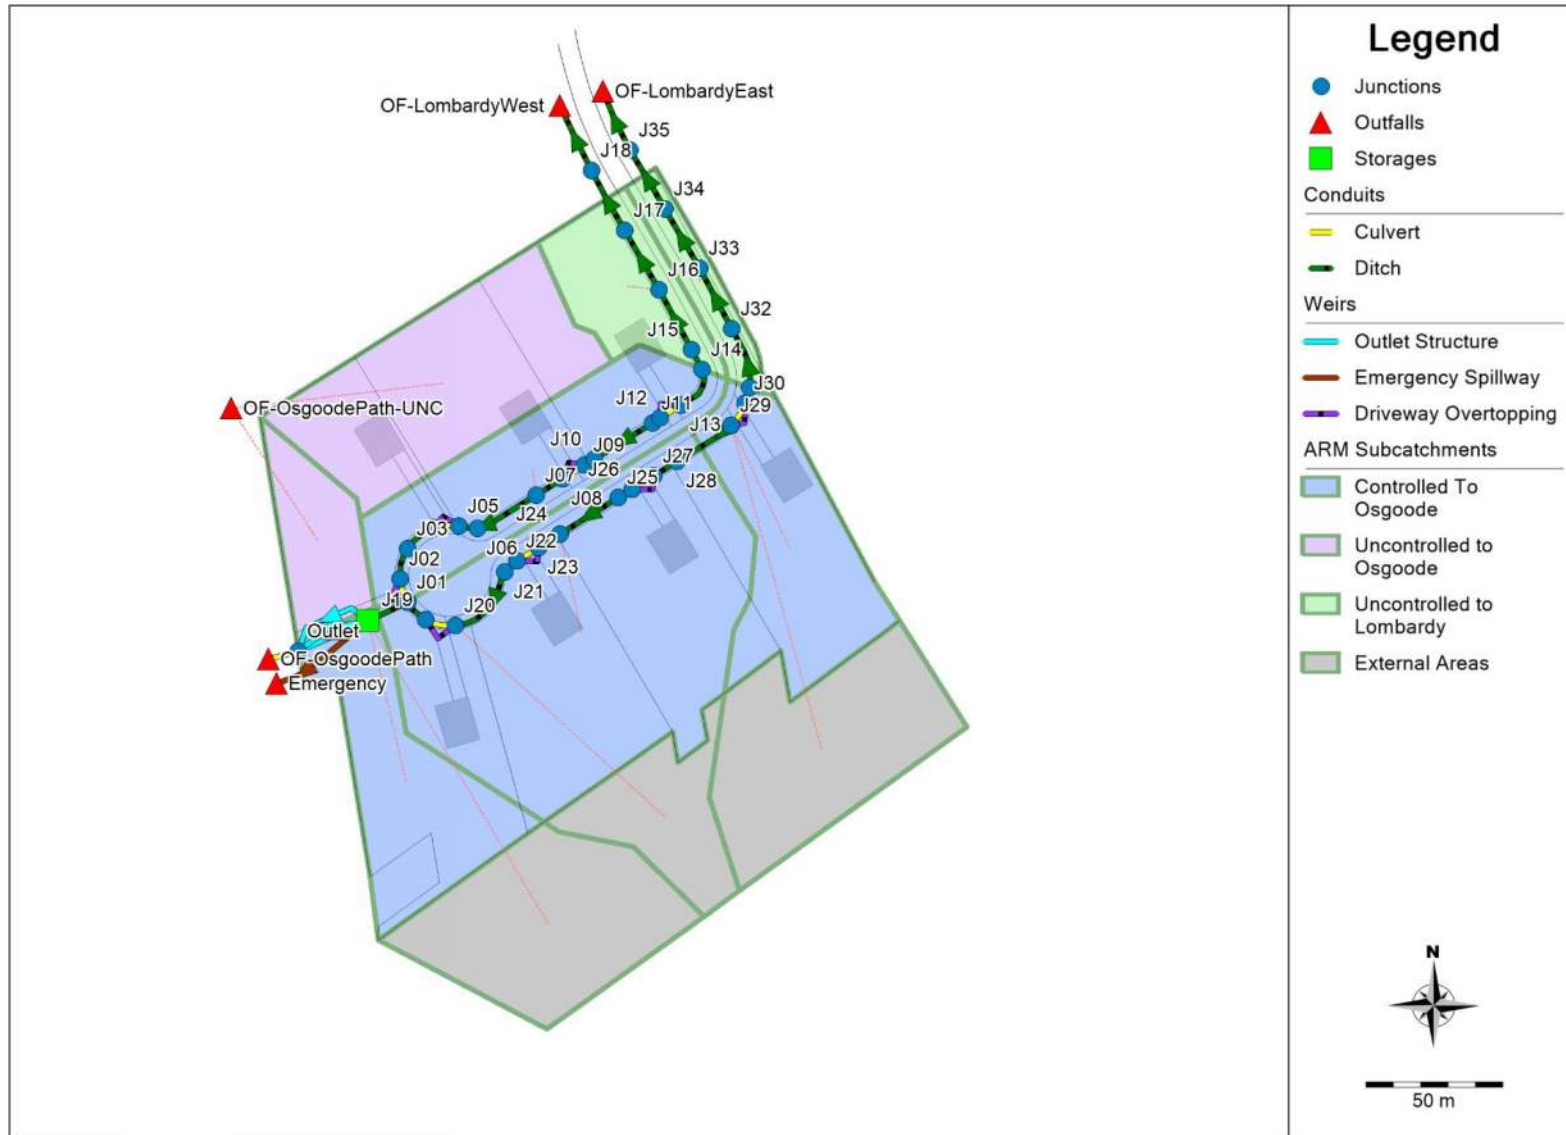 OF-LombardyWest
OF-LombardyEast
J35
J18
J34
J17
J33
J16
J32
J15
J14
J30
J12
J11
J29
J13
OF-OsgoodePath-UNC
J10
J09
J27
J26
J28
J07
J25
J08
J05
J24
J03
J22
J06
J02
J23
J01
J21
J19
J20
Outlet
OF-OsgoodePath
Emergency
Legend
Junctions
Outfalls
Storages
Conduits
Culvert
Ditch
Weirs
Outlet Structure
Emergency Spillway
Driveway Overtopping
ARM Subcatchments
Controlled To
Osgoode
Uncontrolled to
Osgoode
Uncontrolled to
Lombardy
External Areas
N
50 m